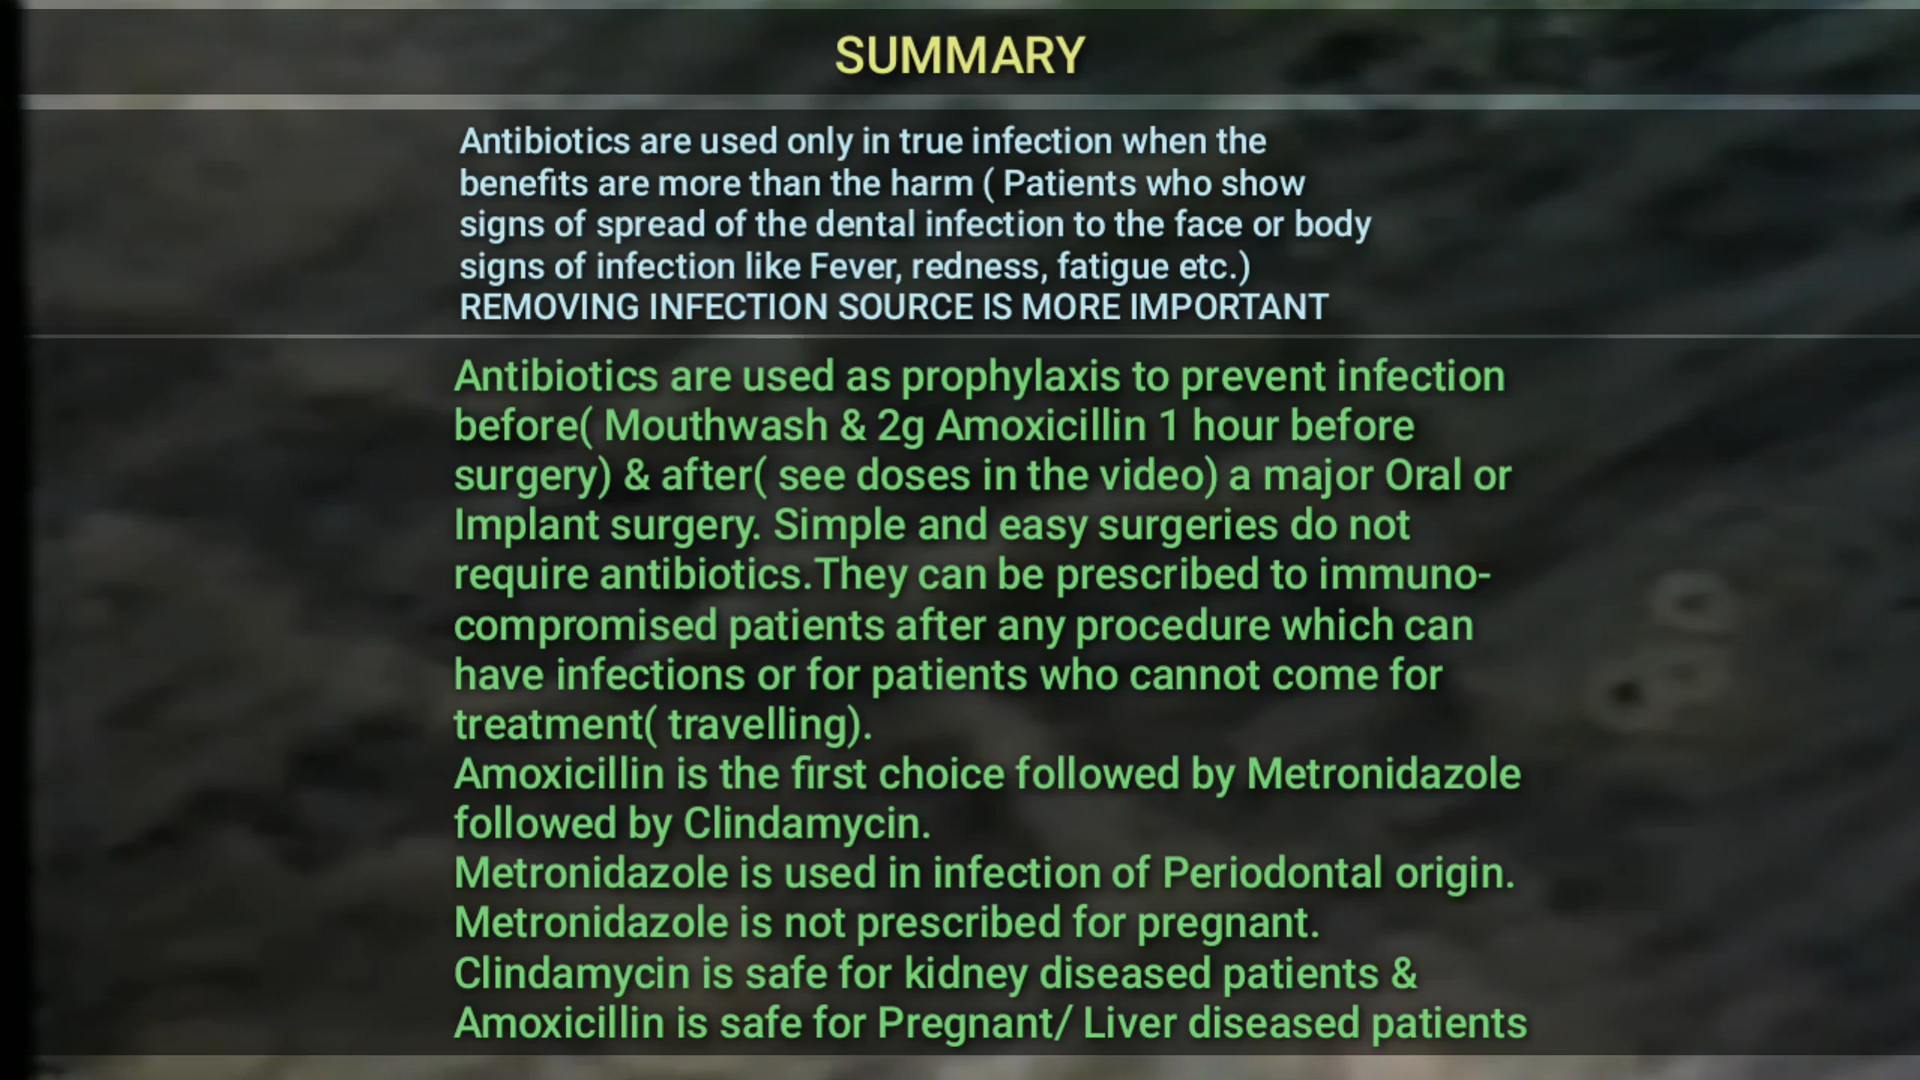 SUMMARY
Antibiotics are used only in true infection when the
benefits are more than the harm ( Patients who show
signs of spread of the dental infection to the face or body
signs of infection like Fever, redness, fatigue etc.)
REMOVING INFECTION SOURCE IS MORE IMPORTANT
Antibiotics are used as prophylaxis to prevent infection
before( Mouthwash & 2g Amoxicillin 1 hour before
surgery) & after( see doses in the video) a major Oral or
Implant surgery. Simple and easy surgeries do not
require antibiotics.They can be prescribed to immuno-
compromised patients after any procedure which can
have infections or for patients who cannot come for
treatment( travelling).
Amoxicillin is the first choice followed by Metronidazole
followed by Clindamycin.
Metronidazole is used in infection of Periodontal origin.
Metronidazole is not prescribed for pregnant.
Clindamycin is safe for kidney diseased patients &
Amoxicillin is safe for Pregnant/ Liver diseased patients